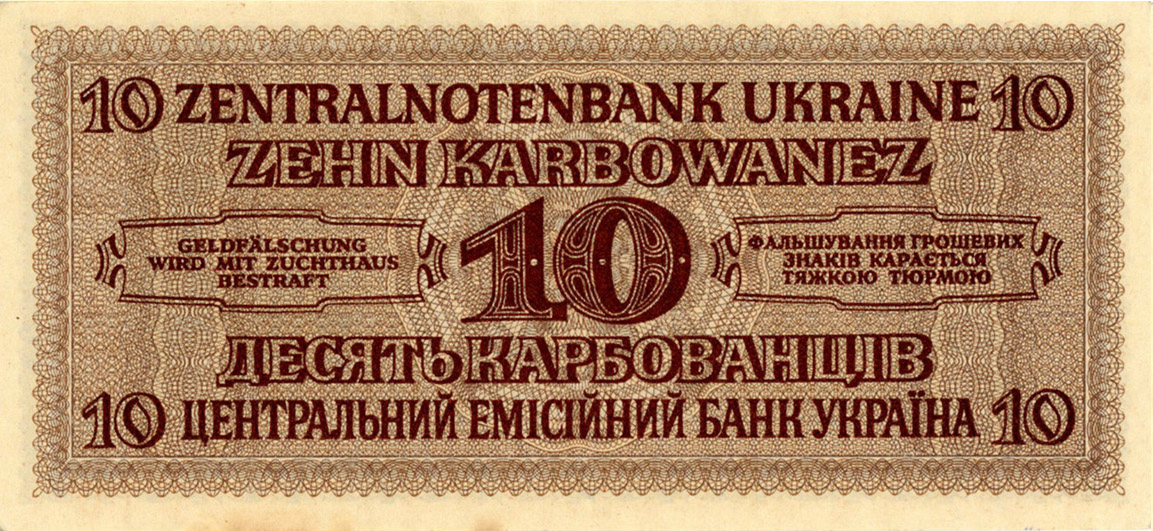 10 ZENTRALNOTENBANK UKRAINE 10
ZEHN KARBOWANEZ
GELDFÄLSCHUNG
WIRD MIT ZUCHTHAUS
BESTRAFT
10
ФАЛЬШУВАННЯ ГРОШЕВИХ
ЗНАКІВ КАРАЄТЬСЯ
ТЯЖКОЮ ТЮРМОЮ
ДЕСЯТЬ КАРБОВАНЦІВ
10 ЦЕНТРАЛЬНИЙ ЕМІСІЙНИЙ БАНК УКРАЇНА 10